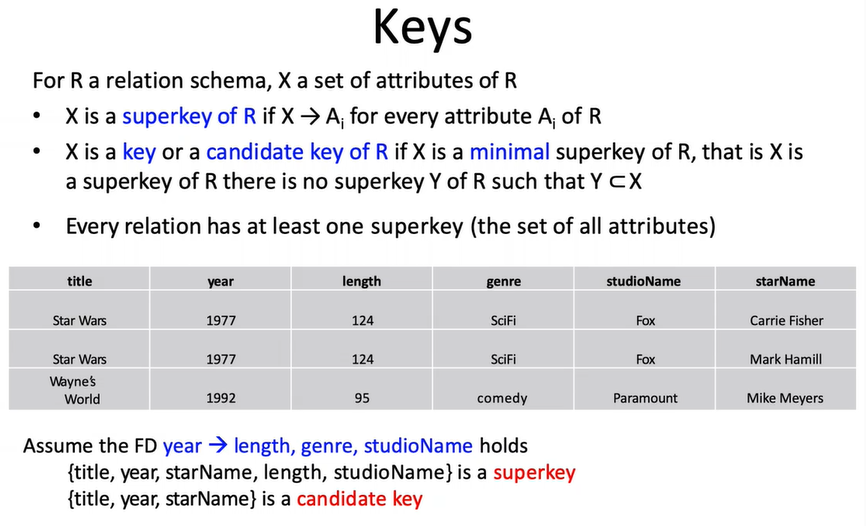 Keys
For R a relation schema, X a set of attributes of R
• X is a superkey of R if X → Ai for every attribute Ai of R
• X is a key or a candidate key of R if X is a minimal superkey of R, that is X is
a superkey of R there is no superkey Y of R such that Y ⊂ X
• Every relation has at least one superkey (the set of all attributes)
title year length genre studioName starName
Star Wars 1977 124 SciFi Fox Carrie Fisher
Star Wars 1977 124 SciFi Fox Mark Hamill
Wayne's
World 1992 95 comedy Paramount Mike Meyers
Assume the FD year → length, genre, studioName holds
{title, year, starName, length, studioName} is a superkey
{title, year, starName} is a candidate key